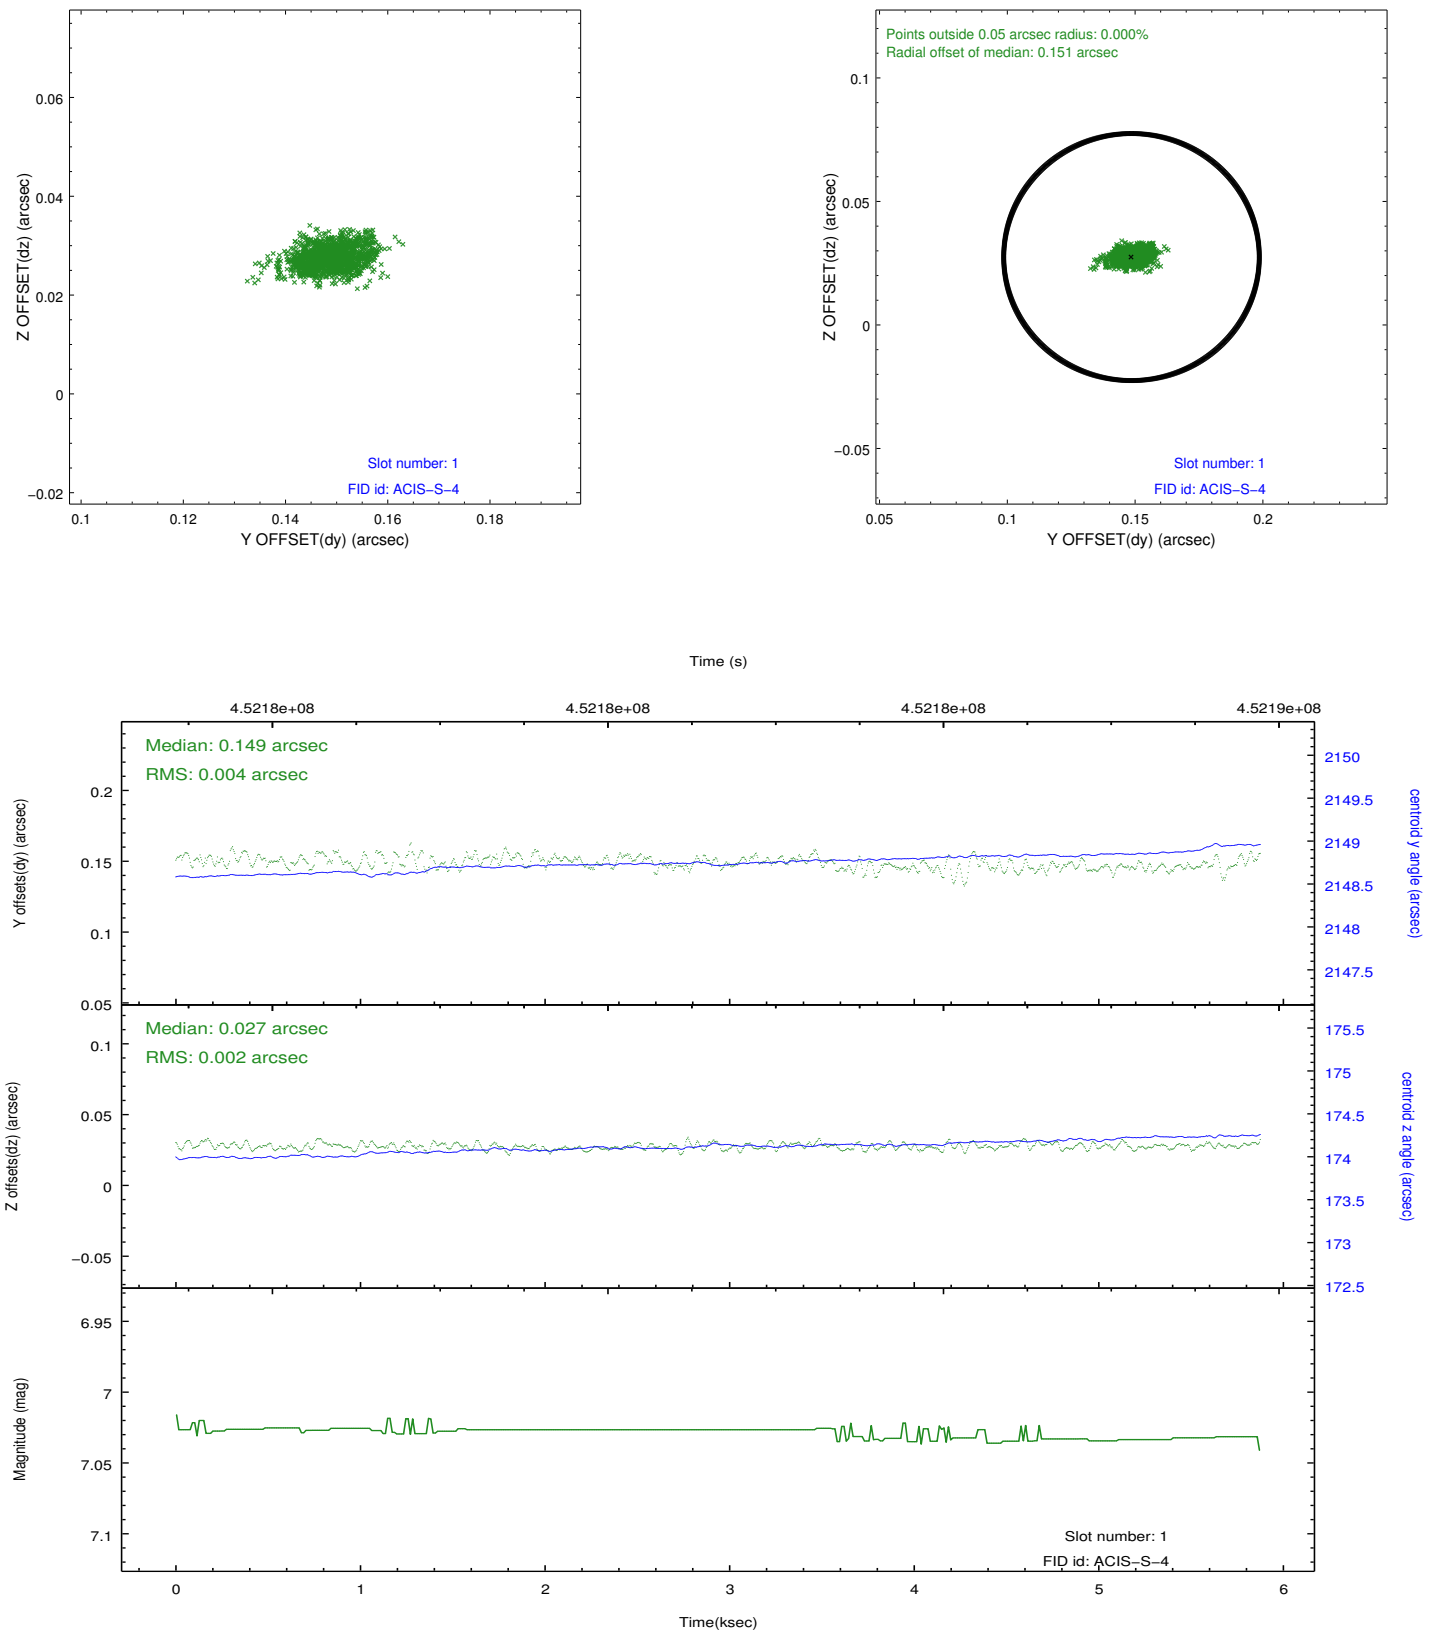 0.06
0.04
0.02
0
−0.02
Z OFFSET(dz) (arcsec)
Slot number: 1
FID id: ACIS−S−4
0.1
0.12
0.14
0.16
0.18
Y OFFSET(dy) (arcsec)
Points outside 0.05 arcsec radius: 0.000%
Radial offset of median: 0.151 arcsec
0.1
0.05
0
−0.05
Z OFFSET(dz) (arcsec)
Slot number: 1
FID id: ACIS−S−4
0.05
0.1
0.15
0.2
Y OFFSET(dy) (arcsec)
Time (s)
4.5218e+08
4.5218e+08
4.5218e+08
4.5219e+08
Median: 0.149 arcsec
RMS: 0.004 arcsec
0.2
0.15
0.1
0.05
Y offsets(dy) (arcsec)
2150
2149.5
2149
2148.5
2148
2147.5
centroid y angle (arcsec)
Median: 0.027 arcsec
RMS: 0.002 arcsec
0.1
0.05
0
−0.05
Z offsets(dz) (arcsec)
175.5
175
174.5
174
173.5
173
172.5
centroid z angle (arcsec)
6.95
7
7.05
7.1
Magnitude (mag)
Slot number: 1
FID id: ACIS−S−4
0
1
2
3
4
5
6
Time(ksec)